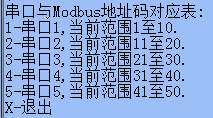 串口与Modbus地址码对应表:
1-串口1,当前范围1至10.
2-串口2,当前范围11至20.
3-串口3,当前范围21至30.
4-串口4,当前范围31至40.
5-串口5,当前范围41至50.
X-退出